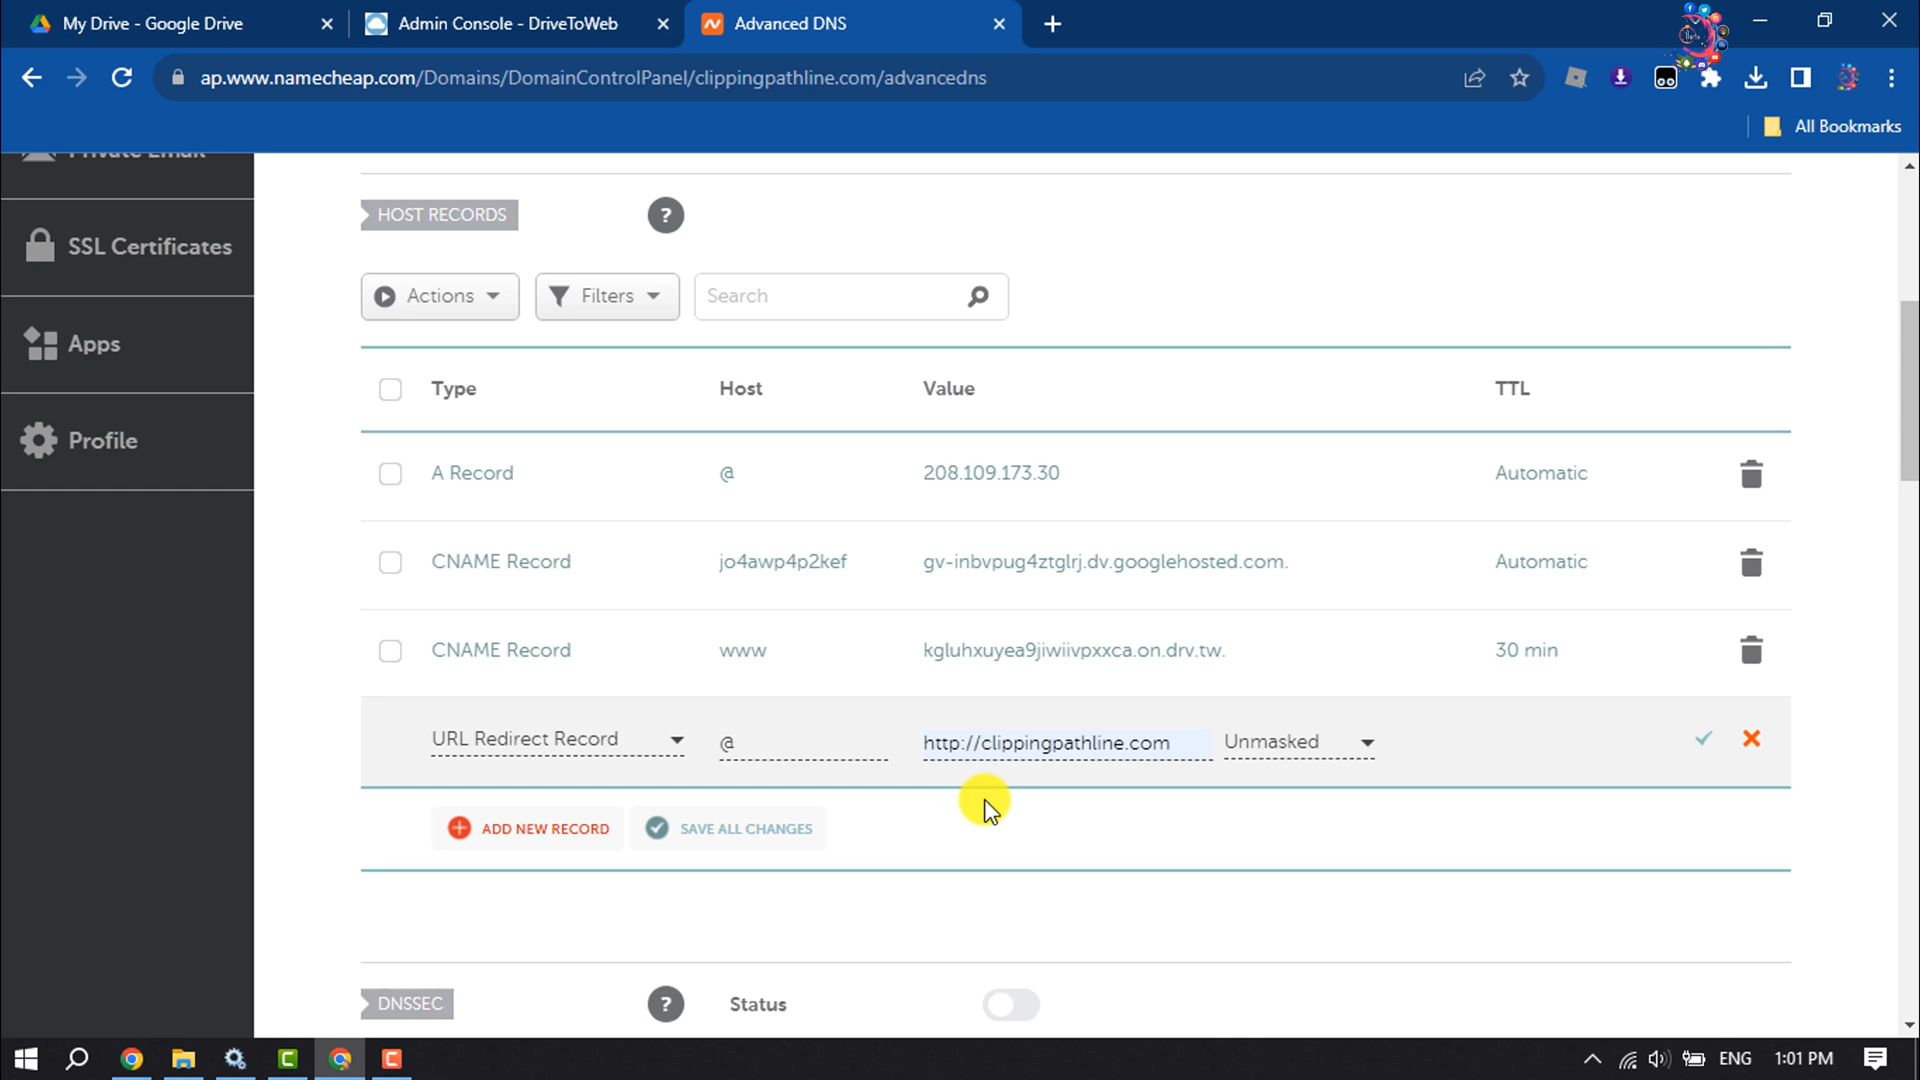 My Drive - Google Drive
Admin Console - DriveToWeb
Advanced DNS
ap.www.namecheap.com/Domains/DomainControlPanel/clippingpathline.com/advanceddns
All Bookmarks
Private Email
SSL Certificates
Apps
Profile
HOST RECORDS ?
Actions Filters Search
Type Host Value TTL
A Record @ 208.109.173.30 Automatic
CNAME Record jo4awp4p2kef gv-inbvpug4ztglrj.dv.googlehosted.com. Automatic
CNAME Record www kgluhxuyea9jiwiivpxxca.on.drv.tw. 30 min
URL Redirect Record @ http://clippingpathline.com Unmasked
ADD NEW RECORD SAVE ALL CHANGES
DNSSEC ? Status
ENG 1:01 PM